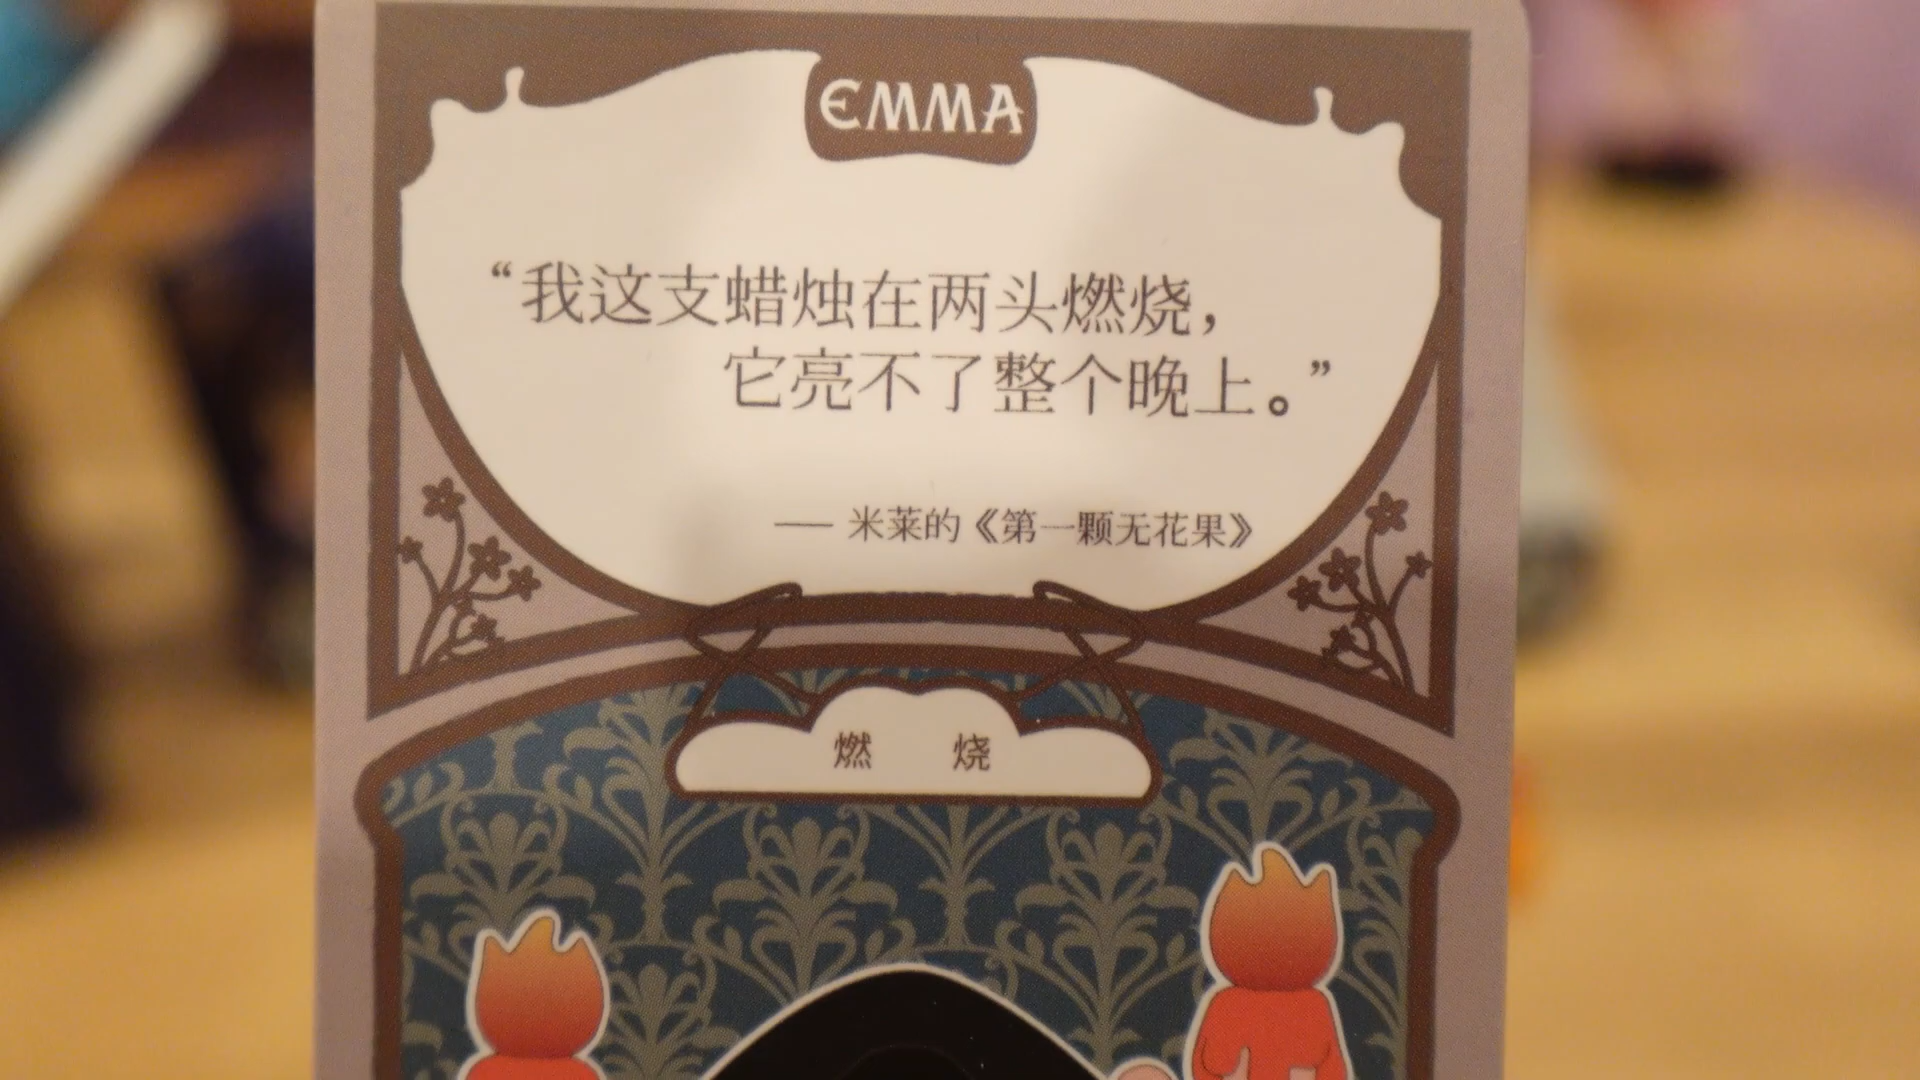 EMMA
“我这支蜡烛在两头燃烧，
它亮不了整个晚上。”
—— 米莱的《第一颗无花果》
燃 烧